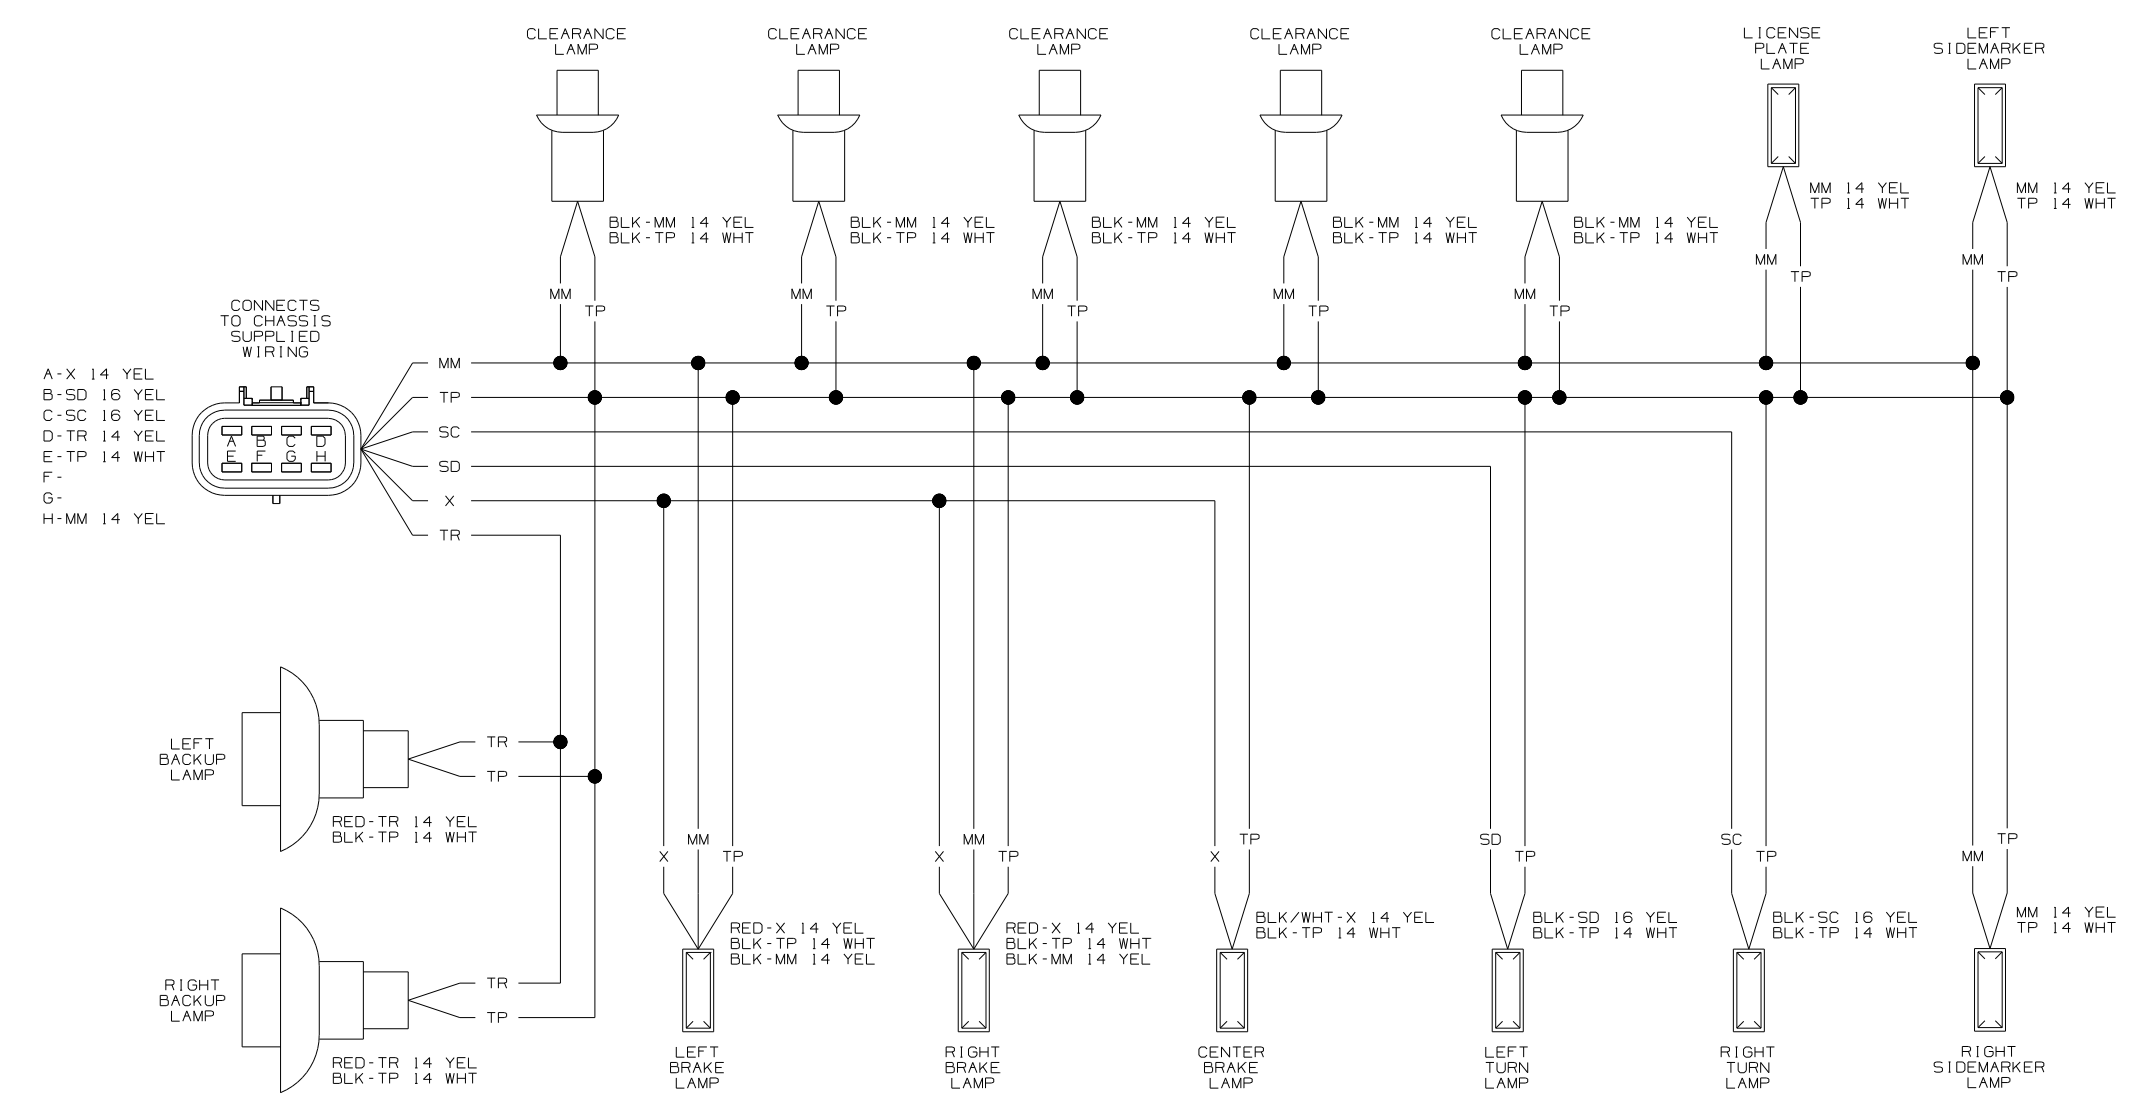 CLEARANCE
LAMP
CLEARANCE
LAMP
CLEARANCE
LAMP
CLEARANCE
LAMP
CLEARANCE
LAMP
LICENSE
PLATE
LAMP
LEFT
SIDEMARKER
LAMP
MM 14 YEL
TP 14 WHT
MM 14 YEL
TP 14 WHT
BLK-MM 14 YEL
BLK-TP 14 WHT
BLK-MM 14 YEL
BLK-TP 14 WHT
BLK-MM 14 YEL
BLK-TP 14 WHT
BLK-MM 14 YEL
BLK-TP 14 WHT
BLK-MM 14 YEL
BLK-TP 14 WHT
MM
TP
MM
TP
MM
TP
MM
TP
MM
TP
MM
TP
MM
TP
CONNECTS
TO CHASSIS
SUPPLIED
WIRING
A-X 14 YEL
B-SD 16 YEL
C-SC 16 YEL
D-TR 14 YEL
E-TP 14 WHT
F-
G-
H-MM 14 YEL
A B C D
E F G H
MM
TP
SC
SD
X
TR
LEFT
BACKUP
LAMP
TR
TP
RED-TR 14 YEL
BLK-TP 14 WHT
RIGHT
BACKUP
LAMP
TR
TP
RED-TR 14 YEL
BLK-TP 14 WHT
X
MM
TP
RED-X 14 YEL
BLK-TP 14 WHT
BLK-MM 14 YEL
LEFT
BRAKE
LAMP
X
MM
TP
RED-X 14 YEL
BLK-TP 14 WHT
BLK-MM 14 YEL
RIGHT
BRAKE
LAMP
X
TP
BLK/WHT-X 14 YEL
BLK-TP 14 WHT
CENTER
BRAKE
LAMP
SD
TP
BLK-SD 16 YEL
BLK-TP 14 WHT
LEFT
TURN
LAMP
SC
TP
BLK-SC 16 YEL
BLK-TP 14 WHT
RIGHT
TURN
LAMP
MM
TP
MM 14 YEL
TP 14 WHT
RIGHT
SIDEMARKER
LAMP